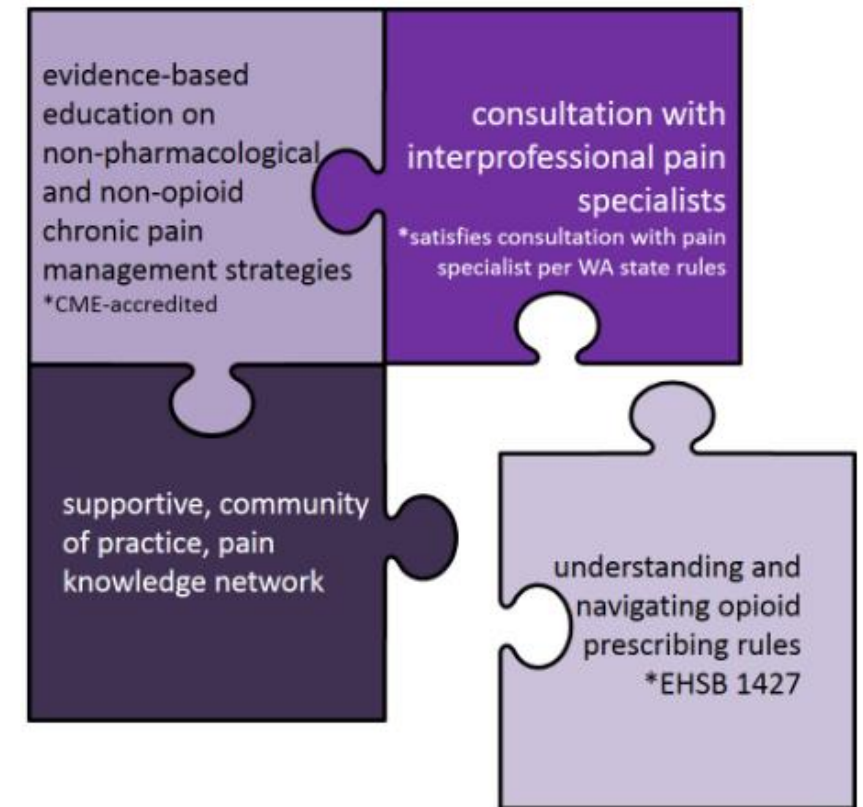 evidence-based
education on
non-pharmacological
and non-opioid
chronic pain
management strategies
*CME-accredited
consultation with
interprofessional pain
specialists
*satisfies consultation with pain
specialist per WA state rules
supportive, community
of practice, pain
knowledge network
understanding and
navigating opioid
prescribing rules
*EHSB 1427